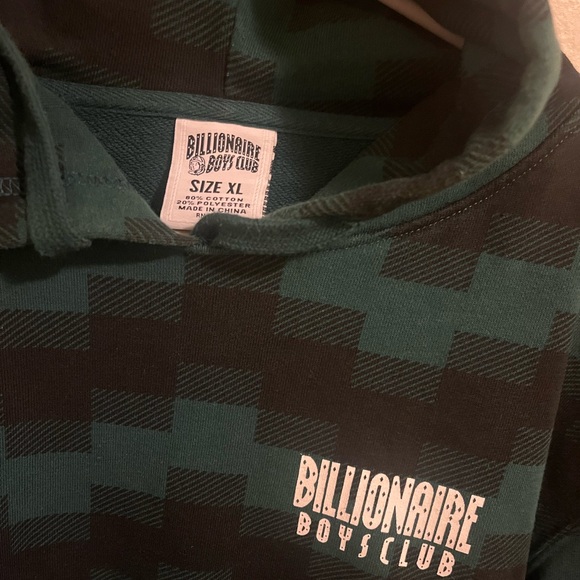 BILLIONAIRE
BOYS CLUB
SIZE XL
80% COTTON
20% POLYESTER
MADE IN CHINA
BILLIONAIRE
BOYS CLUB